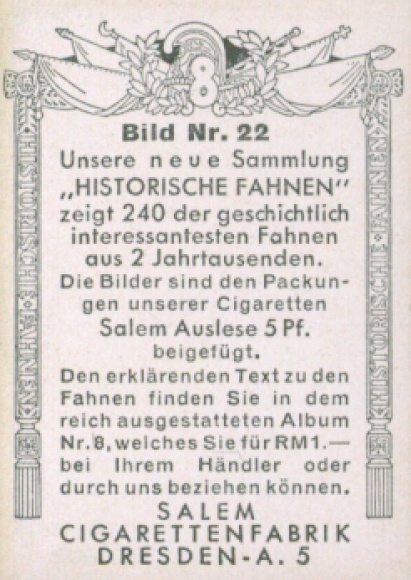 8
Bild Nr. 22
Unsere neue Sammlung
„HISTORISCHE FAHNEN“
zeigt 240 der geschichtlich
interessantesten Fahnen
aus 2 Jahrtausenden.
Die Bilder sind den Packun-
gen unserer Cigaretten
Salem Auslese 5 Pf.
beigefügt.
Den erklärenden Text zu den
Fahnen finden Sie in dem
reich ausgestatteten Album
Nr. 8, welches Sie für RM 1.—
bei Ihrem Händler oder
durch uns beziehen können.
SALEM
CIGARETTENFABRIK
DRESDEN-A. 5
HISTORISCHE FAHNEN
HISTORISCHE FAHNEN